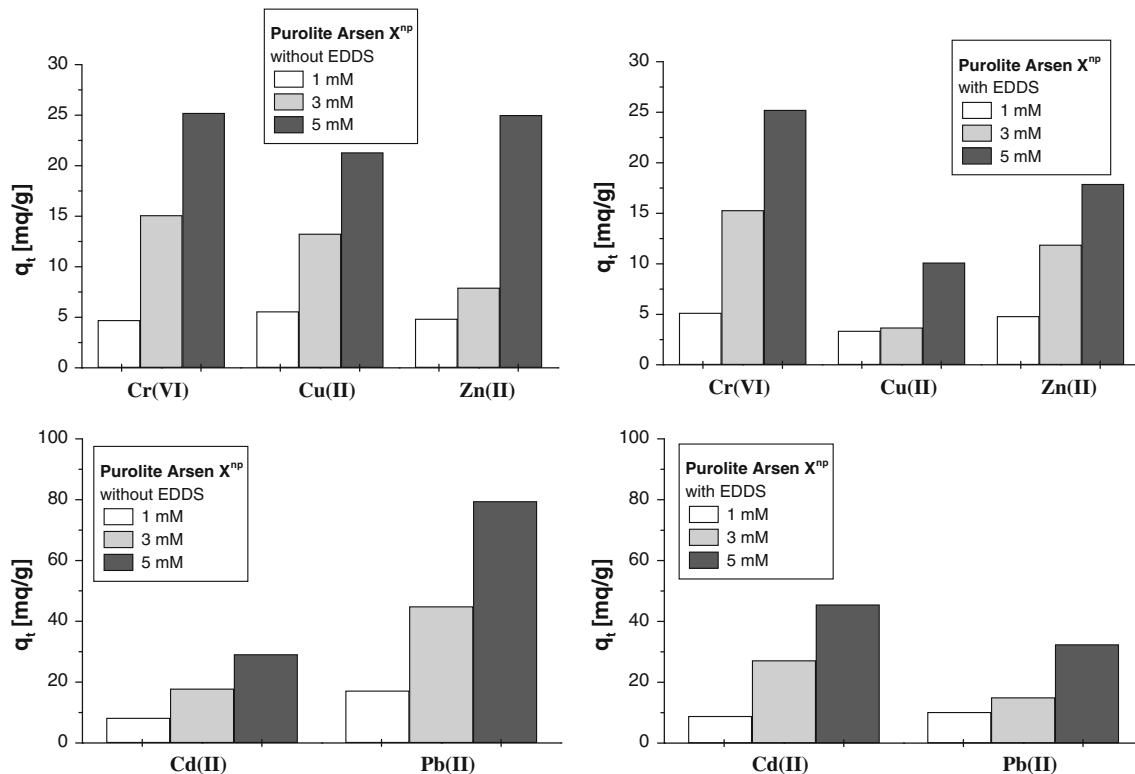 Purolite Arsen X^np
without EDDS
1 mM
3 mM
5 mM
30
25
20
15
10
5
0
q_t [mq/g]
Cr(VI) Cu(II) Zn(II)
Purolite Arsen X^np
with EDDS
1 mM
3 mM
5 mM
30
25
20
15
10
5
0
q_t [mq/g]
Cr(VI) Cu(II) Zn(II)
Purolite Arsen X^np
without EDDS
1 mM
3 mM
5 mM
100
80
60
40
20
0
q_t [mq/g]
Cd(II) Pb(II)
Purolite Arsen X^np
with EDDS
1 mM
3 mM
5 mM
100
80
60
40
20
0
q_t [mq/g]
Cd(II) Pb(II)